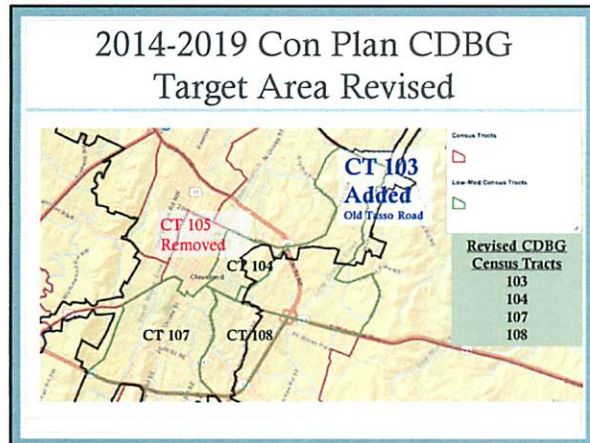 2014-2019 Con Plan CDBG
Target Area Revised
Census Tracts
Low-Mod Census Tracts
CT 103
Added
Old Tasso Road
CT 105
Removed
CT 104
Cleveland
CT 107
CT 108
Revised CDBG
Census Tracts
103
104
107
108